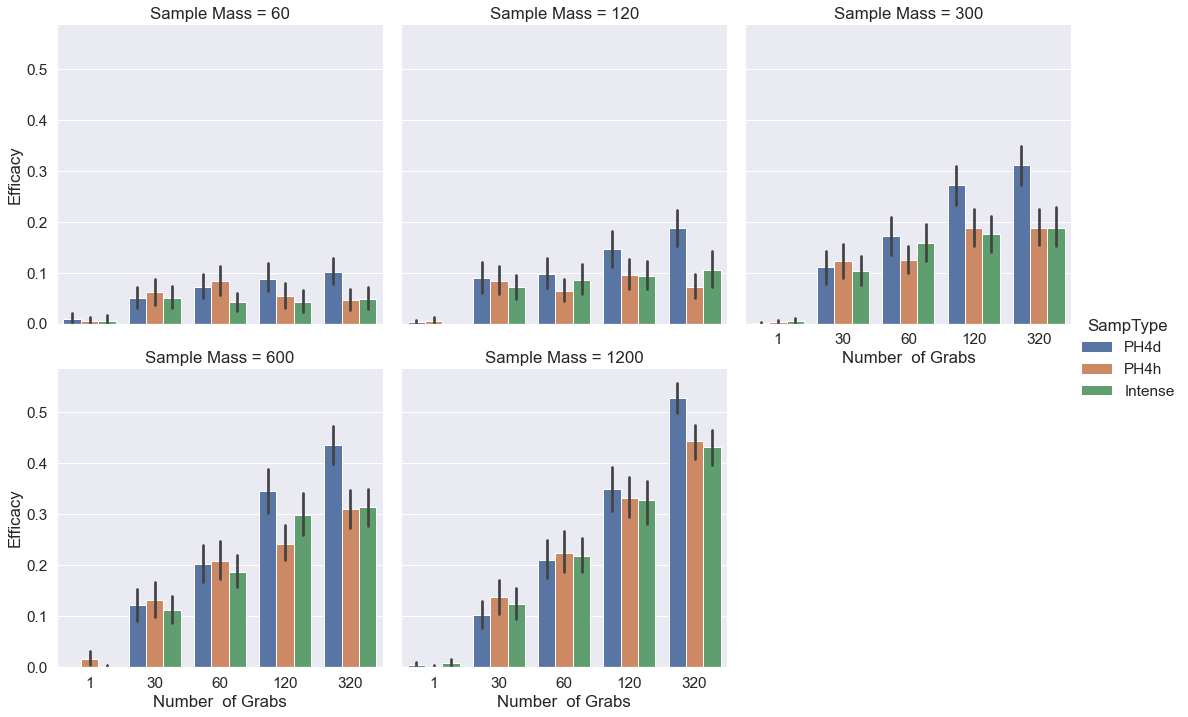 Sample Mass = 60
Sample Mass = 120
Sample Mass = 300
Efficacy
0.5
0.4
0.3
0.2
0.1
0.0
1 30 60 120 320
Number  of Grabs
SampType
PH4d
PH4h
Intense
Sample Mass = 600
Sample Mass = 1200
Efficacy
0.5
0.4
0.3
0.2
0.1
0.0
1 30 60 120 320
Number  of Grabs
1 30 60 120 320
Number  of Grabs